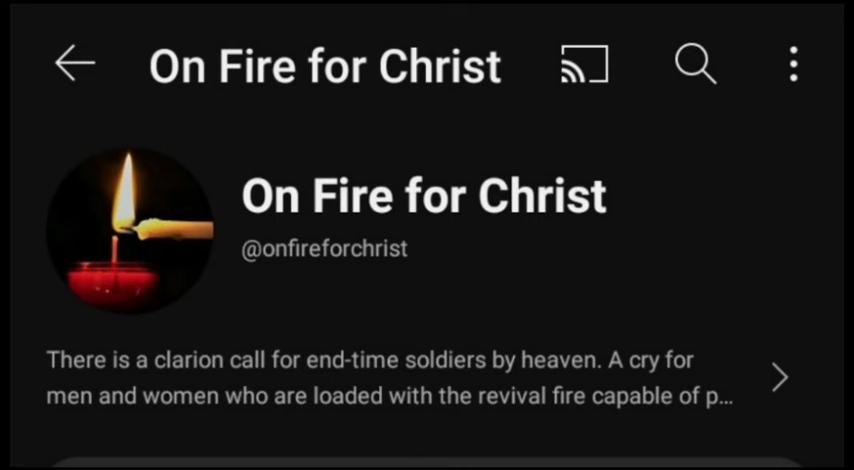 On Fire for Christ
On Fire for Christ
@onfireforchrist
There is a clarion call for end-time soldiers by heaven. A cry for
men and women who are loaded with the revival fire capable of p...